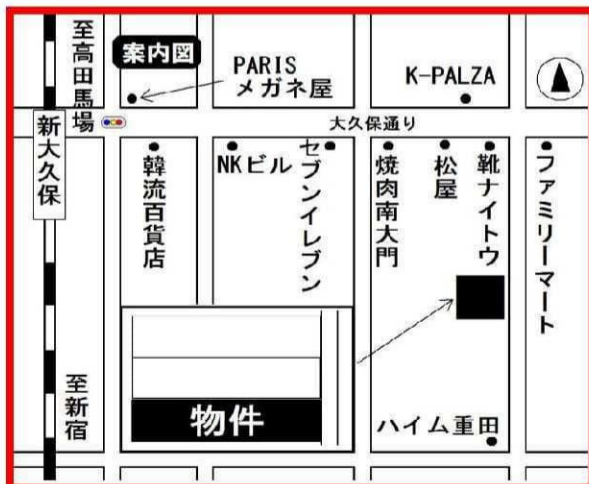 至高田馬場
案内図
PARIS
メガネ屋
K-PALZA
新大久保
大久保通り
韓流百貨店
NKビル
セブンイレブン
焼肉南大門
松屋
靴ナイトウ
ファミリーマート
至新宿
物件
ハイム重田